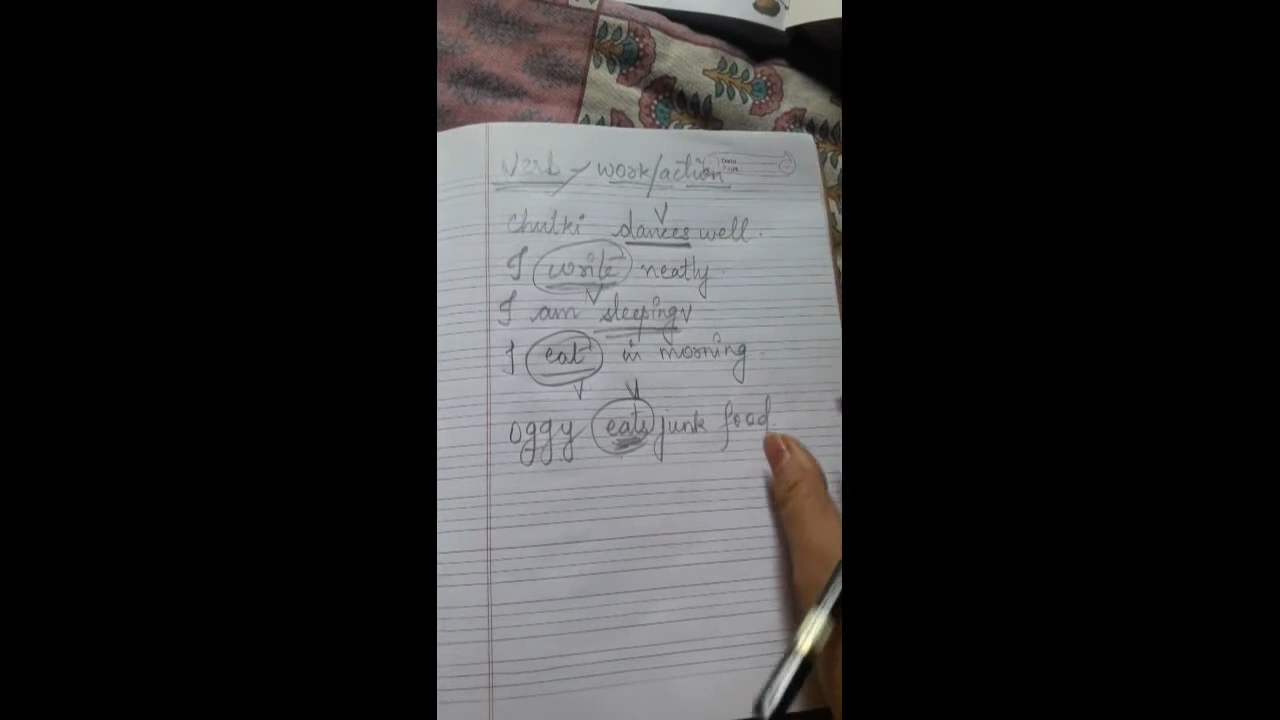 Verb - work/action
Chutki dances well.
I write neatly.
I am sleeping
I eat in morning.
oggy eats junk food.